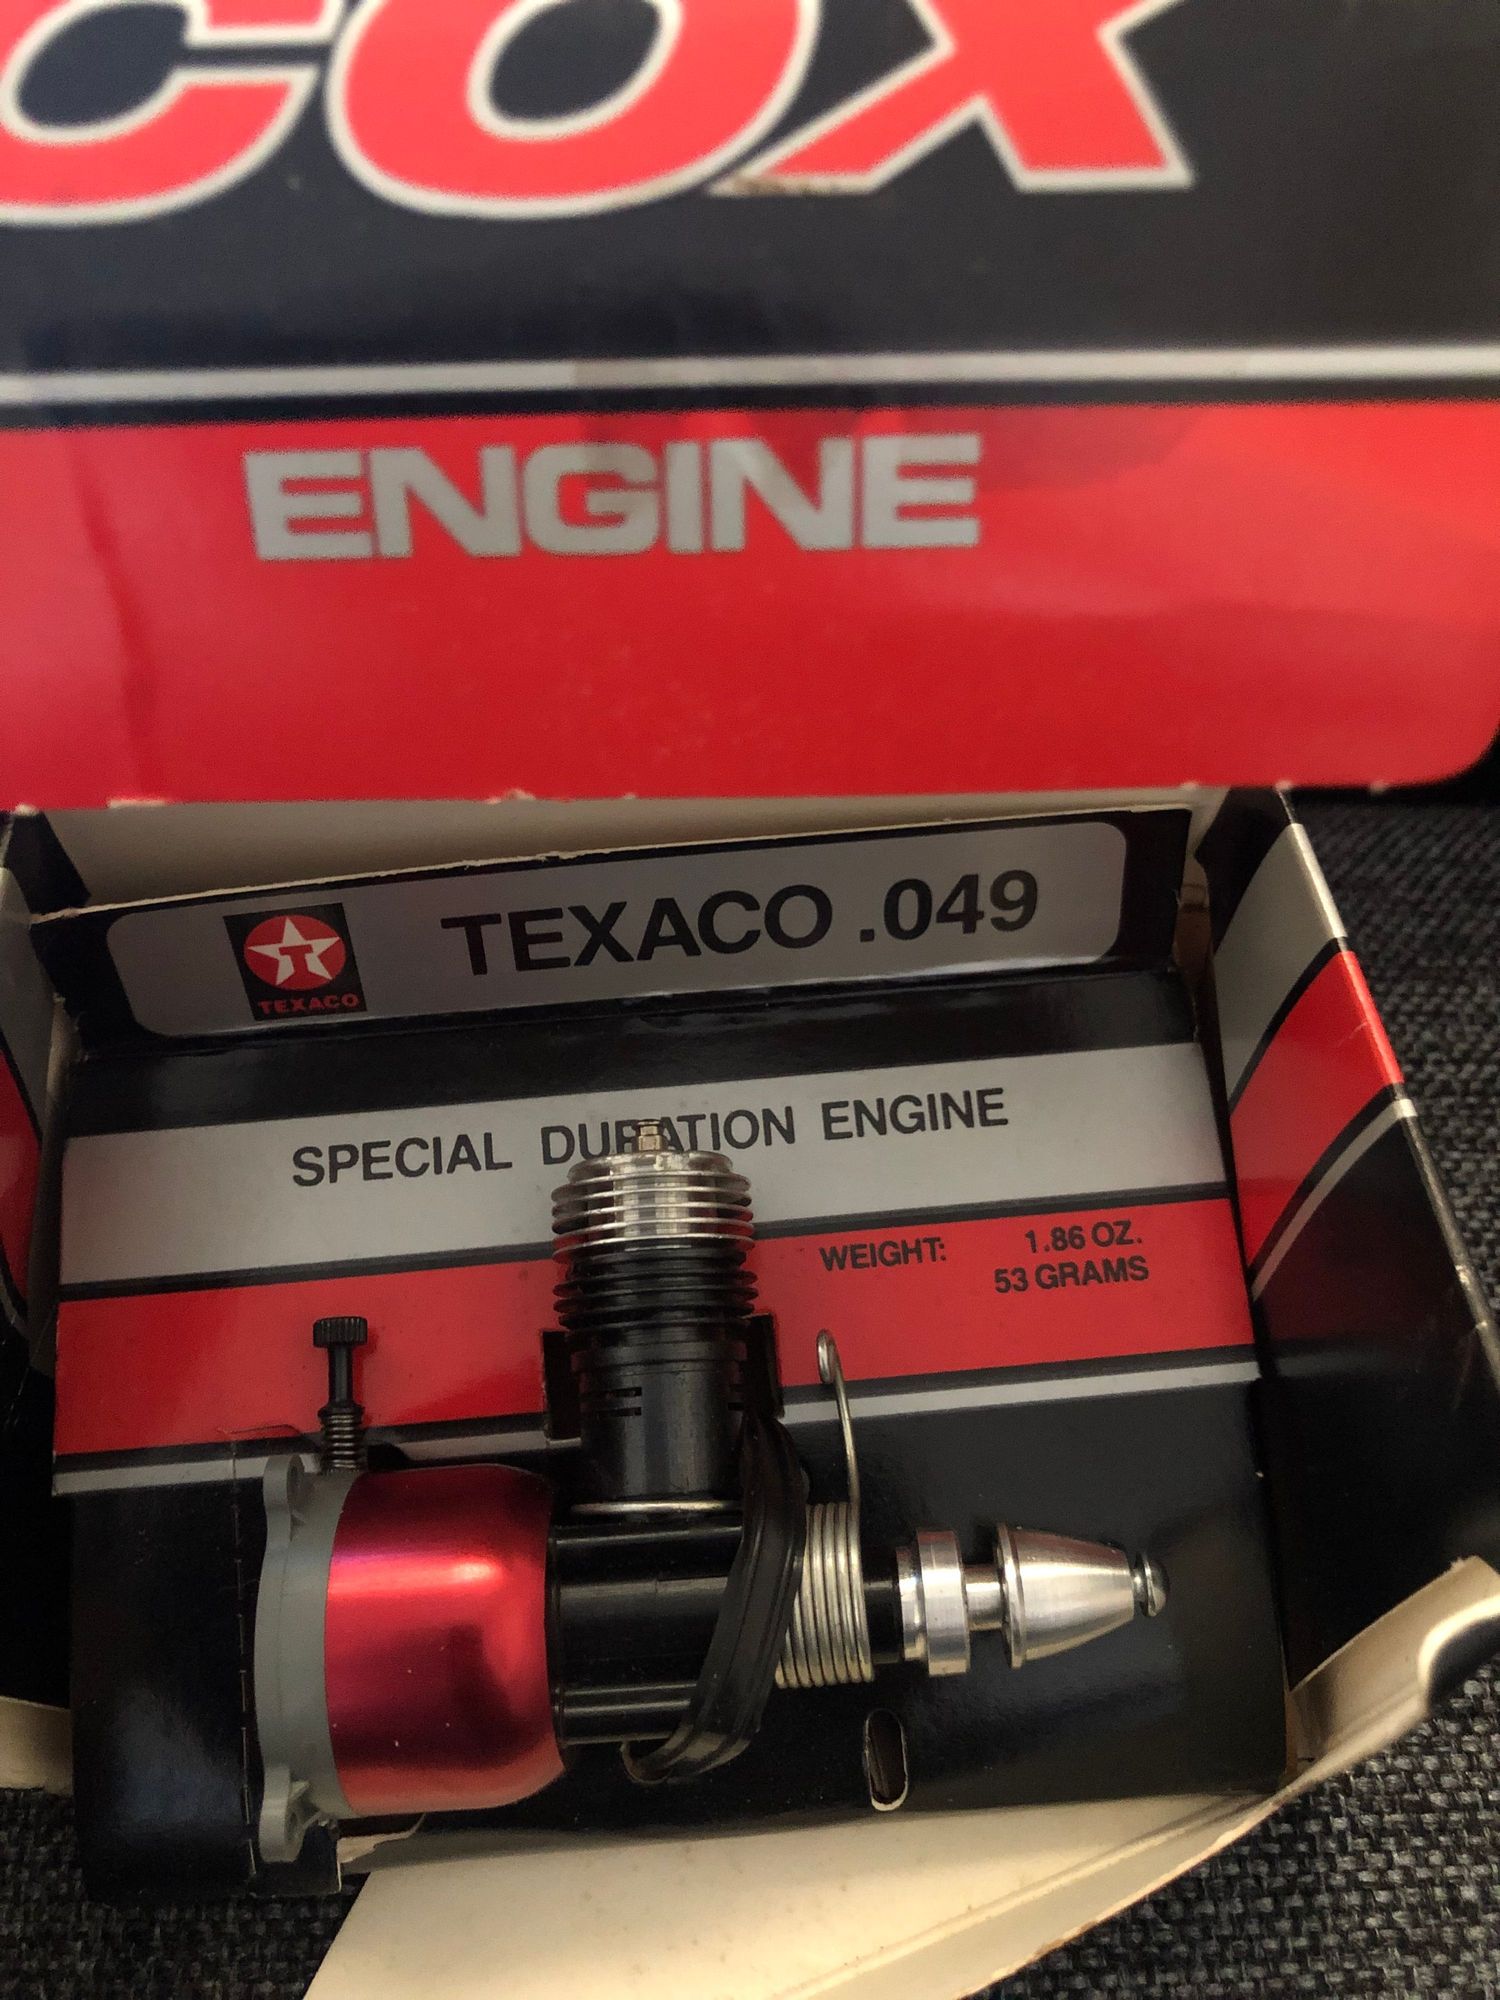 cox
ENGINE
TEXACO .049
TEXACO
SPECIAL DURATION ENGINE
WEIGHT: 1.86 OZ.
53 GRAMS